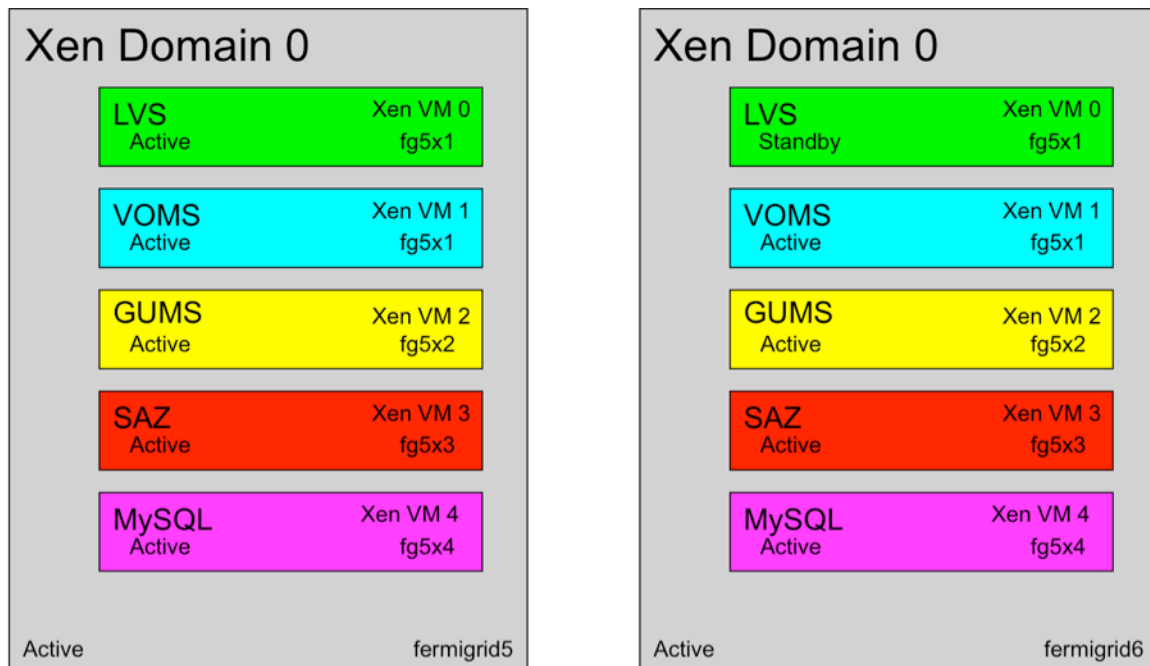 Xen Domain 0
LVS Xen VM 0
Active fg5x1
VOMS Xen VM 1
Active fg5x1
GUMS Xen VM 2
Active fg5x2
SAZ Xen VM 3
Active fg5x3
MySQL Xen VM 4
Active fg5x4
Active fermigrid5
Xen Domain 0
LVS Xen VM 0
Standby fg5x1
VOMS Xen VM 1
Active fg5x1
GUMS Xen VM 2
Active fg5x2
SAZ Xen VM 3
Active fg5x3
MySQL Xen VM 4
Active fg5x4
Active fermigrid6